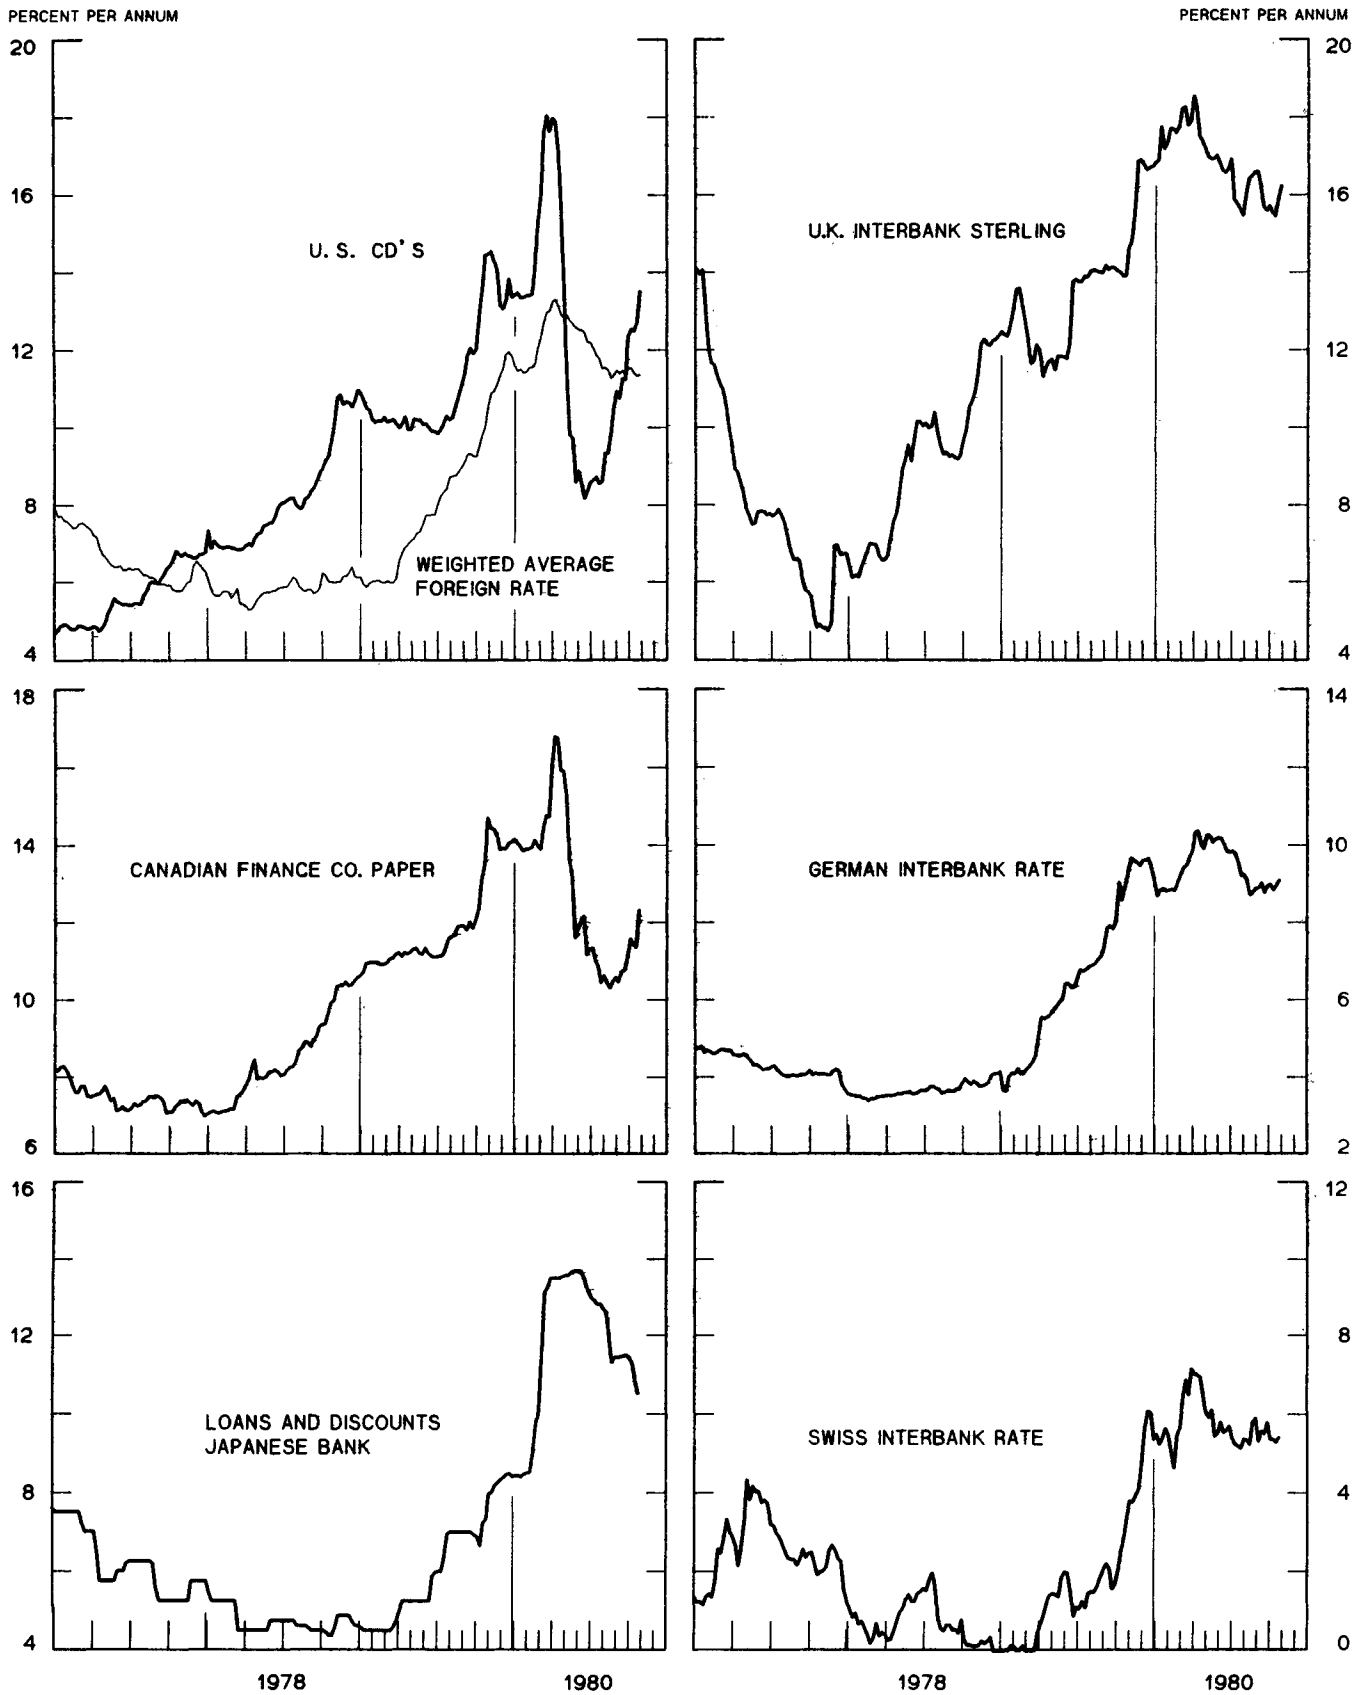 PERCENT PER ANNUM
PERCENT PER ANNUM
20
16
12
8
4
U. S. CD'S
WEIGHTED AVERAGE
FOREIGN RATE
20
16
12
8
4
U.K. INTERBANK STERLING
18
14
10
6
CANADIAN FINANCE CO. PAPER
14
10
6
2
GERMAN INTERBANK RATE
16
12
8
4
LOANS AND DISCOUNTS
JAPANESE BANK
12
8
4
0
SWISS INTERBANK RATE
1978
1980
1978
1980